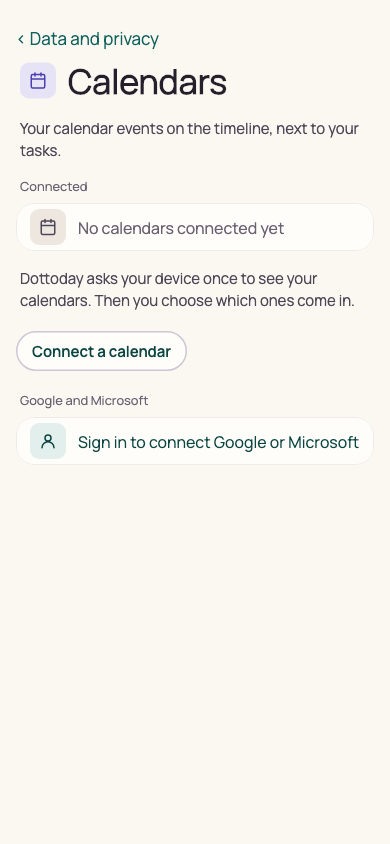 ‹ Data and privacy
Calendars
Your calendar events on the timeline, next to your
tasks.
Connected
No calendars connected yet
Dottoday asks your device once to see your
calendars. Then you choose which ones come in.
Connect a calendar
Google and Microsoft
Sign in to connect Google or Microsoft